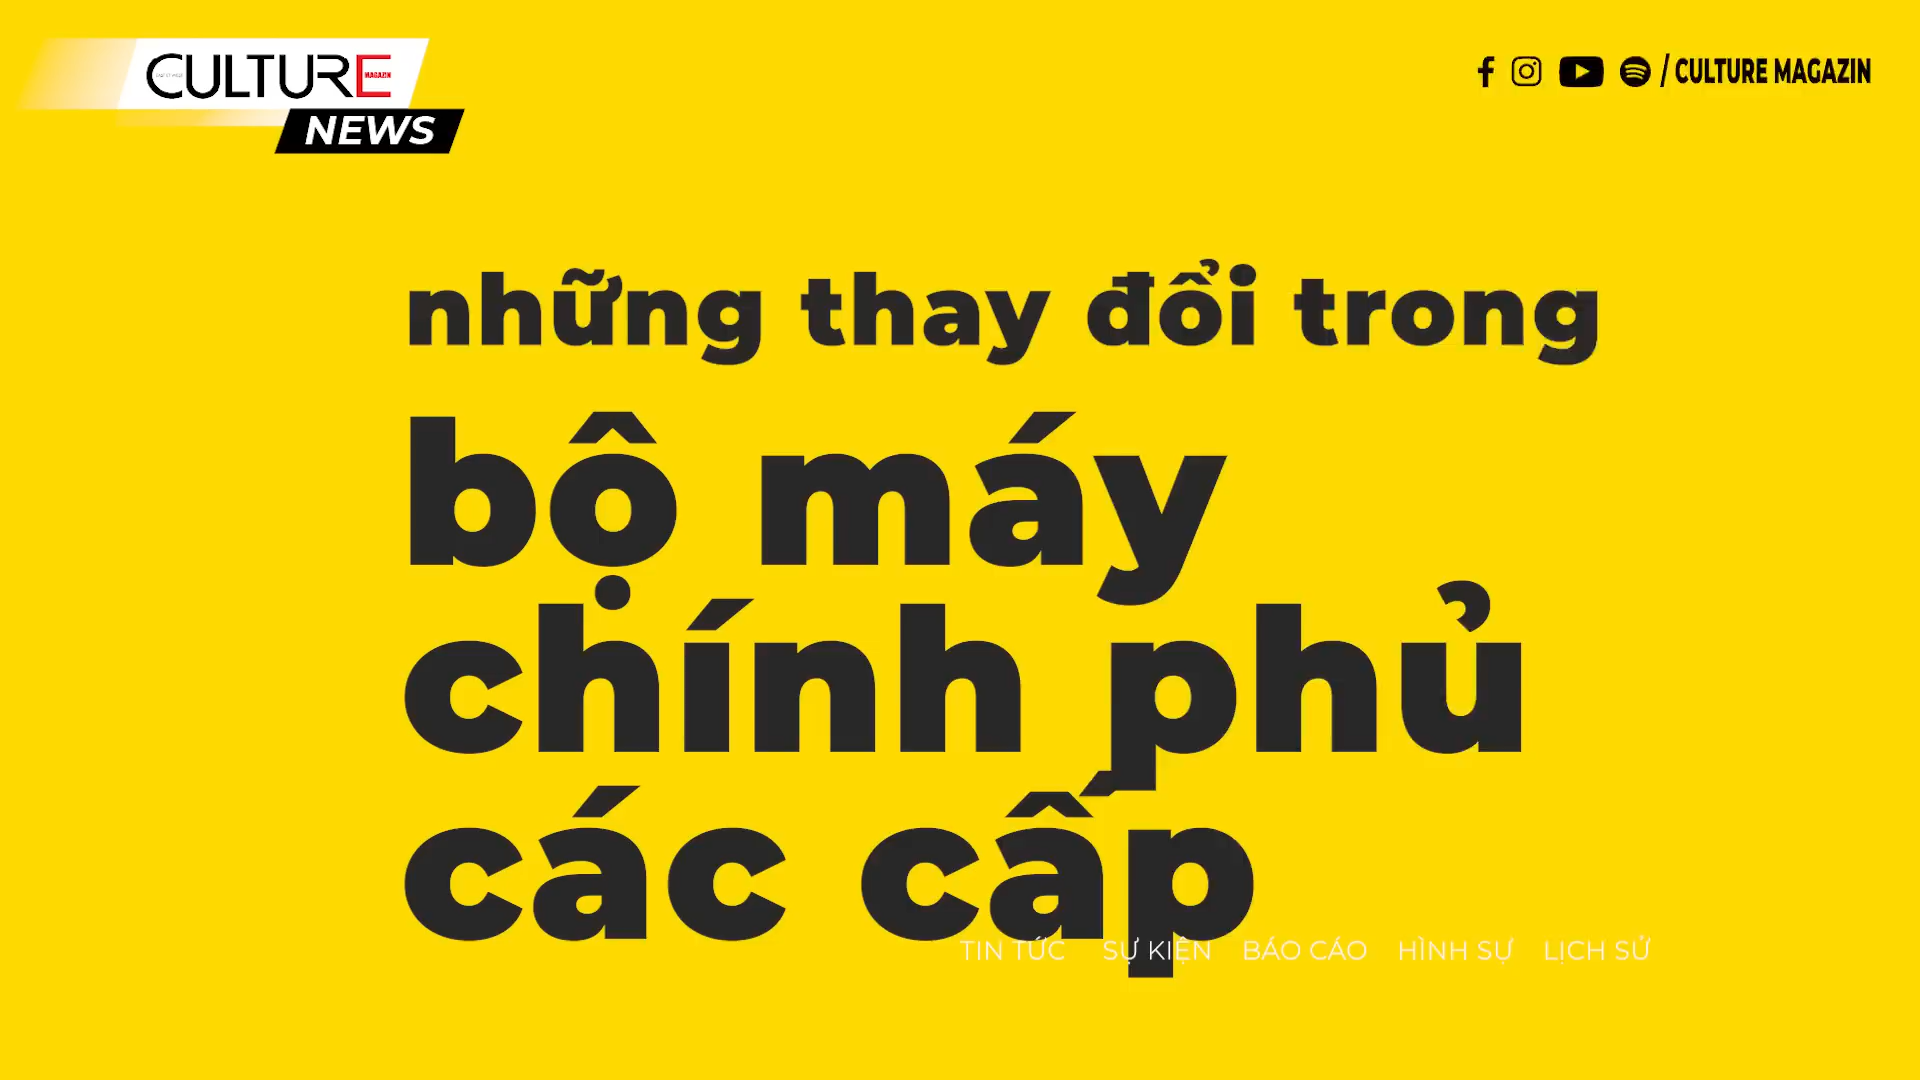 CULTURE
MAGAZIN
NEWS
/ CULTURE MAGAZIN
những thay đổi trong
bộ máy
chính phủ
các cấp
TIN TỨC SỰ KIỆN BÁO CÁO HÌNH SỰ LỊCH SỬ